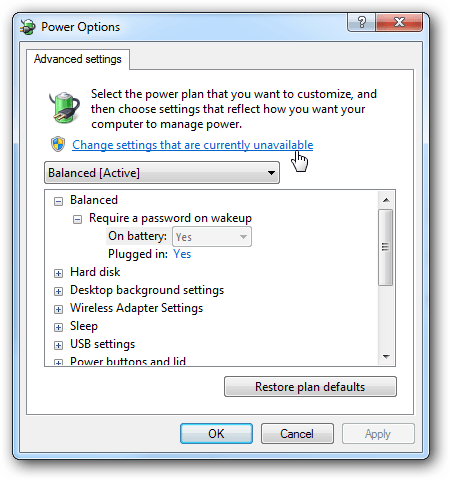 Power Options
Advanced settings
Select the power plan that you want to customize, and
then choose settings that reflect how you want your
computer to manage power.
Change settings that are currently unavailable
Balanced [Active]
Balanced
Require a password on wakeup
On battery: Yes
Plugged in: Yes
Hard disk
Desktop background settings
Wireless Adapter Settings
Sleep
USB settings
Power buttons and lid
Restore plan defaults
OK Cancel Apply